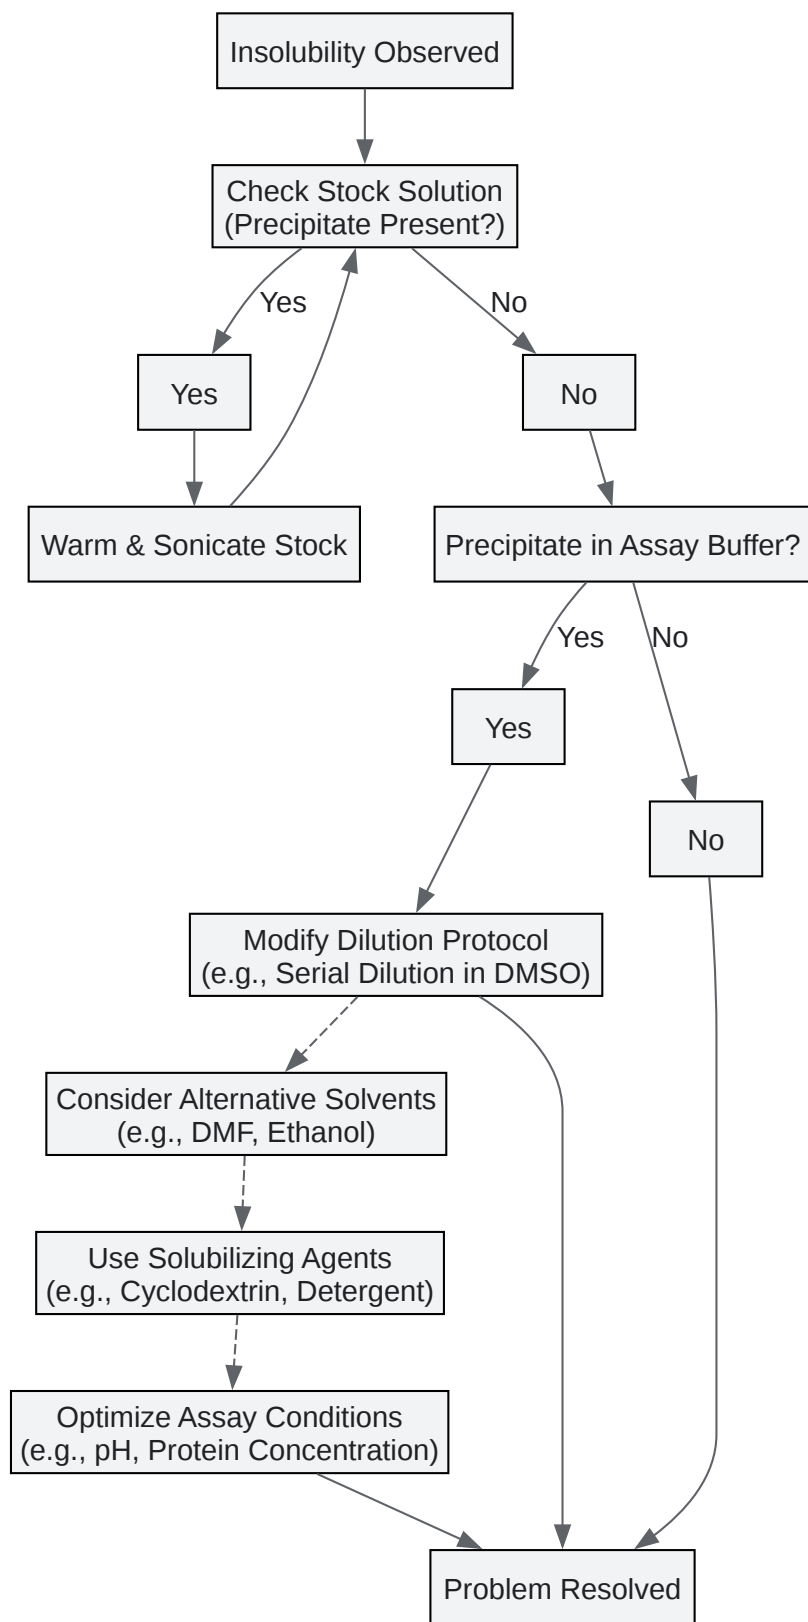 Insolubility Observed
Check Stock Solution
(Precipitate Present?)
Yes
No
Yes
No
Warm & Sonicate Stock
Precipitate in Assay Buffer?
Yes
No
Yes
No
Modify Dilution Protocol
(e.g., Serial Dilution in DMSO)
Consider Alternative Solvents
(e.g., DMF, Ethanol)
Use Solubilizing Agents
(e.g., Cyclodextrin, Detergent)
Optimize Assay Conditions
(e.g., pH, Protein Concentration)
Problem Resolved